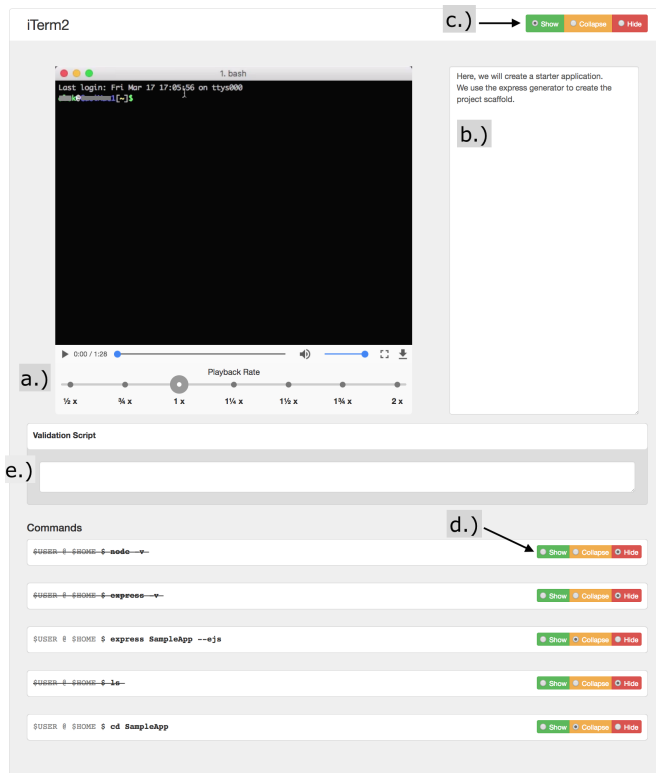 iTerm2
c.)
Show Collapse Hide
1. bash
Last login: Fri Mar 17 17:05:56 on ttys000
[~]$
Here, we will create a starter application.
We use the express generator to create the
project scaffold.
b.)
0:00 / 1:28
a.)
Playback Rate
½ x ¾ x 1 x 1¼ x 1½ x 1¾ x 2 x
Validation Script
e.)
Commands
d.)
$USER @ $HOME $ node -v
Show Collapse Hide
$USER @ $HOME $ express -v
Show Collapse Hide
$USER @ $HOME $ express SampleApp --ejs
Show Collapse Hide
$USER @ $HOME $ ls
Show Collapse Hide
$USER @ $HOME $ cd SampleApp
Show Collapse Hide